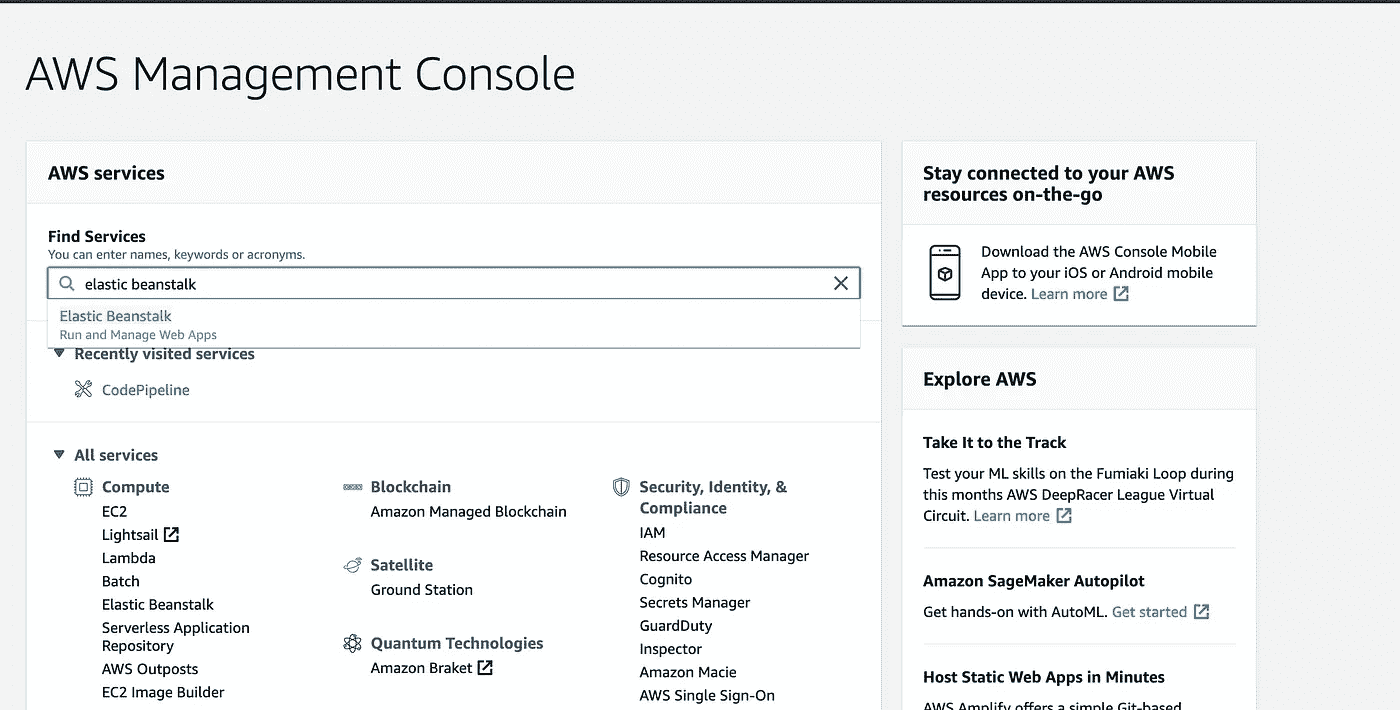 AWS Management Console
AWS services
Find Services
You can enter names, keywords or acronyms.
elastic beanstalk
Elastic Beanstalk
Run and Manage Web Apps
Recently visited services
CodePipeline
All services
Compute
EC2
Lightsail
Lambda
Batch
Elastic Beanstalk
Serverless Application
Repository
AWS Outposts
EC2 Image Builder
Blockchain
Amazon Managed Blockchain
Satellite
Ground Station
Quantum Technologies
Amazon Braket
Security, Identity, &
Compliance
IAM
Resource Access Manager
Cognito
Secrets Manager
GuardDuty
Inspector
Amazon Macie
AWS Single Sign-On
Stay connected to your AWS
resources on-the-go
Download the AWS Console Mobile
App to your iOS or Android mobile
device. Learn more
Explore AWS
Take It to the Track
Test your ML skills on the Fumiaki Loop during
this months AWS DeepRacer League Virtual
Circuit. Learn more
Amazon SageMaker Autopilot
Get hands-on with AutoML. Get started
Host Static Web Apps in Minutes
AWS Amplify offers a simple Git-based